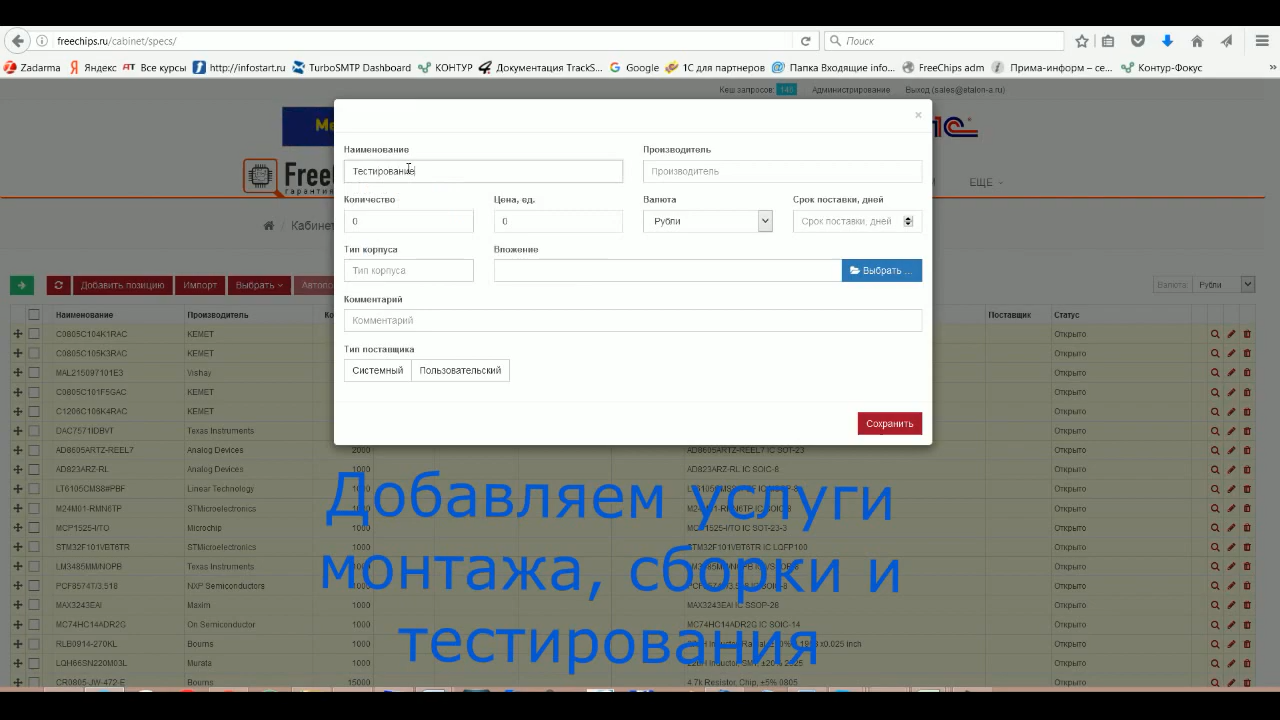 freechips.ru/cabinet/specs/
Поиск
Zadarma
Яндекс
Все курсы
http://infostart.ru
TurboSMTP Dashboard
КОНТУР
Документация TrackS...
Google
1С для партнеров
Папка Входящие info...
FreeChips adm
Прима-информ – се...
Контур-Фокус
Кеш запросов: 145
Администрирование
Выход (sales@atalon-a.ru)
Free
ЕЩЕ
Кабинет
Наименование
Производитель
Тестирование
Производитель
Количество
Цена, ед.
Валюта
Срок поставки, дней
0
0
Рубли
Срок поставки, дней
Тип корпуса
Вложение
Тип корпуса
Выбрать ...
Комментарий
Комментарий
Тип поставщика
Системный
Пользовательский
Сохранить
Добавить позицию
Импорт
Выбрать
Валюта:
Рубли
Наименование
Производитель
Поставщик
Статус
C0805C104K1RAC KEMET Открыто
C0805C105K3RAC KEMET Открыто
MAL215097101E3 Vishay Открыто
C0805C101F5GAC KEMET Открыто
C1206C106K4RAC KEMET Открыто
DAC7571IDBVT Texas Instruments Открыто
AD8605ARTZ-REEL7 Analog Devices 2000 AD8605ARTZ-REEL7 IC SOT-23 Открыто
AD823ARZ-RL Analog Devices 1000 AD823ARZ-RL IC SOIC-8 Открыто
LT6105CMS8#PBF Linear Technology Открыто
M24M01-RMN6TP STMicroelectronics Открыто
MCP1525-I/TO Microchip 1000 Открыто
STM32F101VBT6TR STMicroelectronics Открыто
LM3485MM/NOPB Texas Instruments Открыто
PCF8574T/3.518 NXP Semiconductors Открыто
MAX3243EAI Maxim 1000 MAX3243EAI IC SSOP-28 Открыто
MC74HC14ADR2G On Semiconductor 1000 MC74HC14ADR2G IC SOIC-14 Открыто
RLB0914-270KL Bourns Открыто
LQH66SN220M03L Murata Открыто
CR0805-JW-472-E Bourns 15000 4.7k Resistor, Chip, ±5% 0805 Открыто
Добавляем услуги
монтажа, сборки и
тестирования